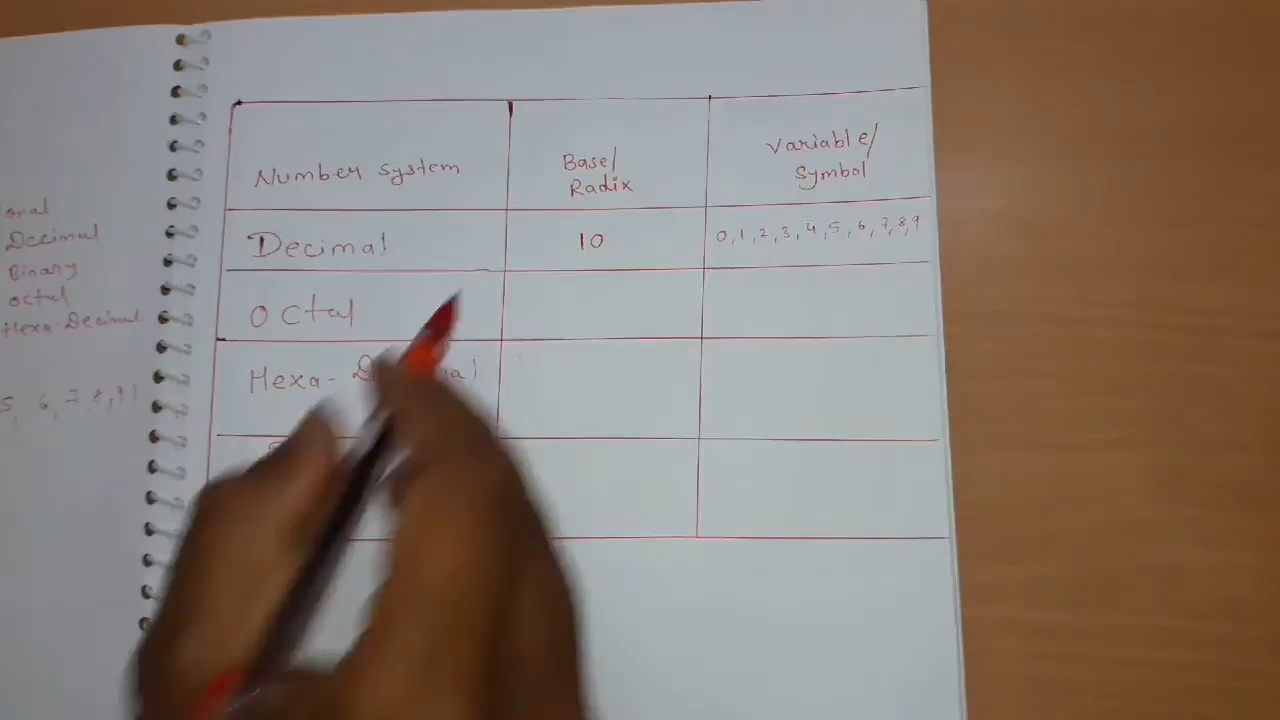 onal
Decimal
Binary
octal
Hexa-Decimal
5, 6, 7, 8, 9
Number system
Base/
Radix
Variable/
Symbol
Decimal
10
0, 1, 2, 3, 4, 5, 6, 7, 8, 9
Octal
Hexa-